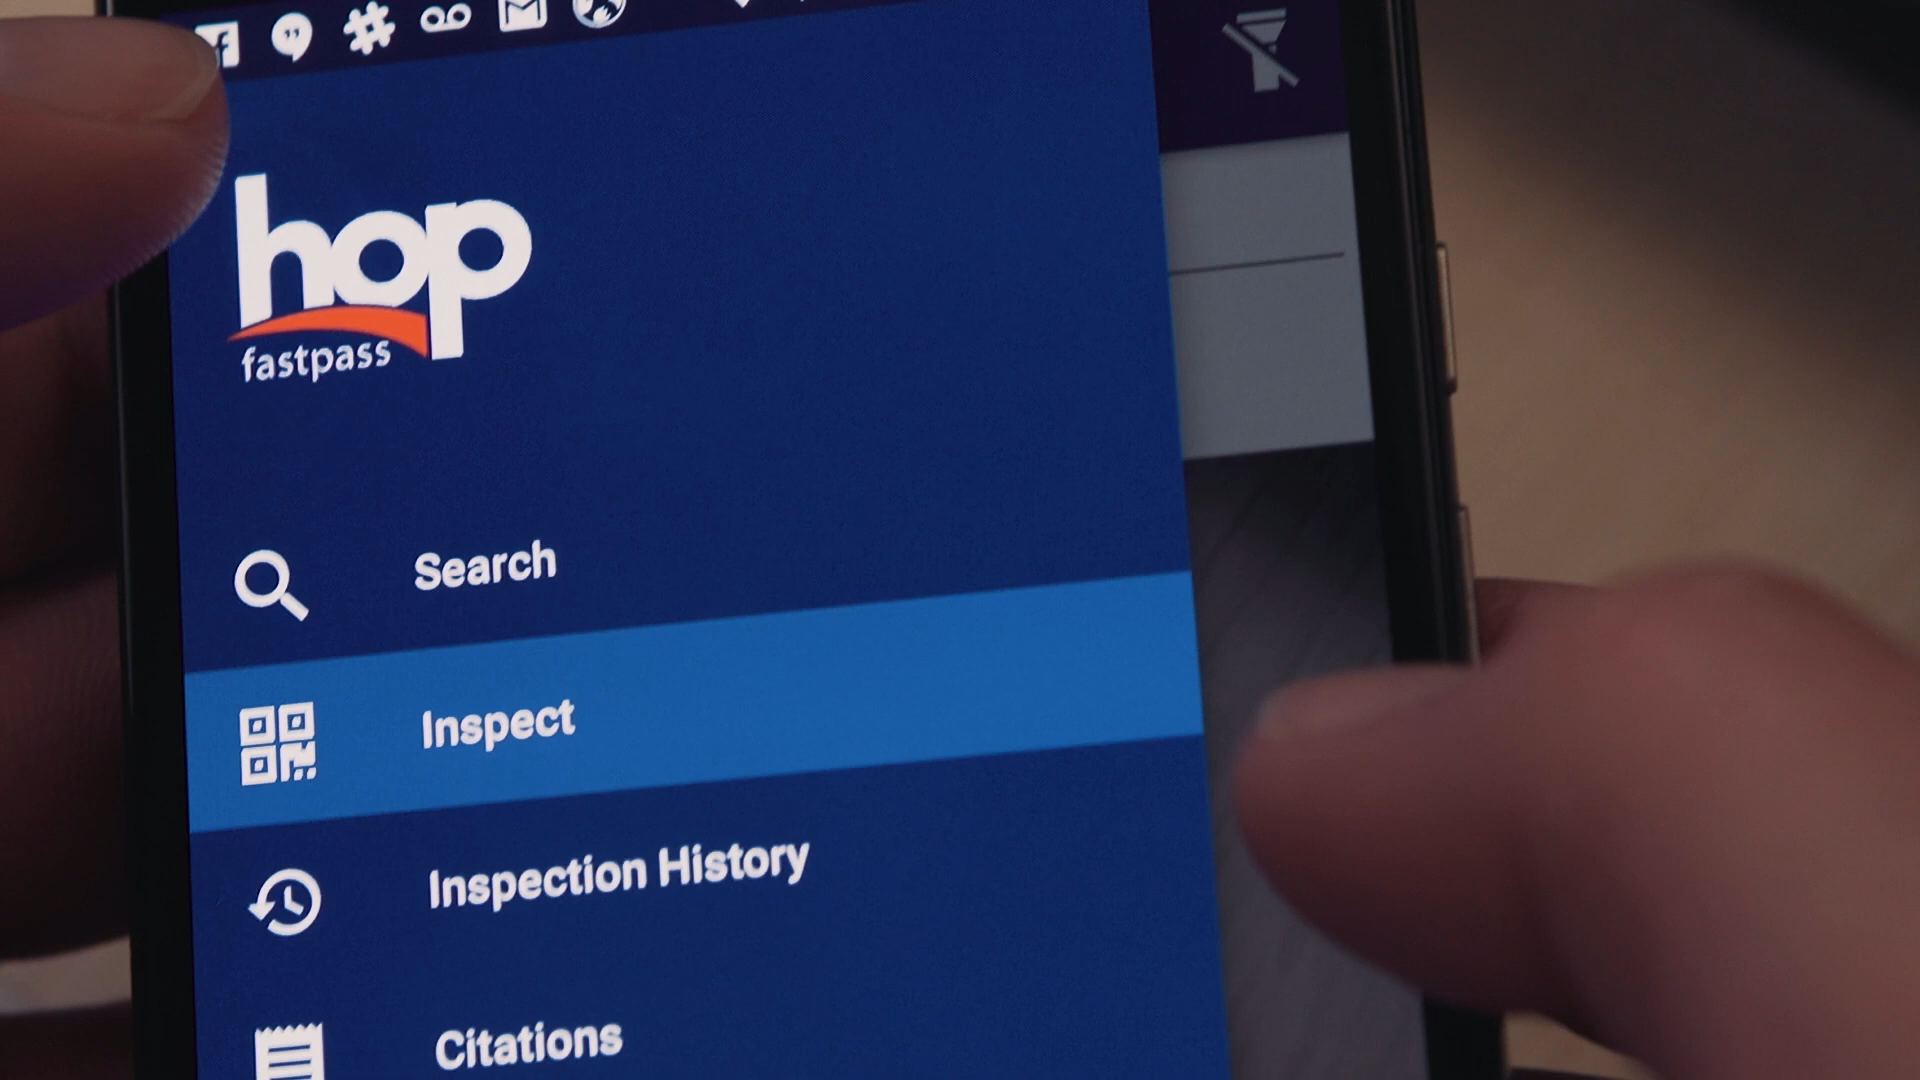 hop
fastpass
Search
Inspect
Inspection History
Citations